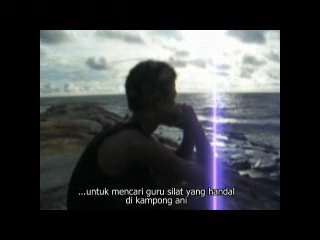 ...untuk mencari guru silat yang handal
di kampong ani